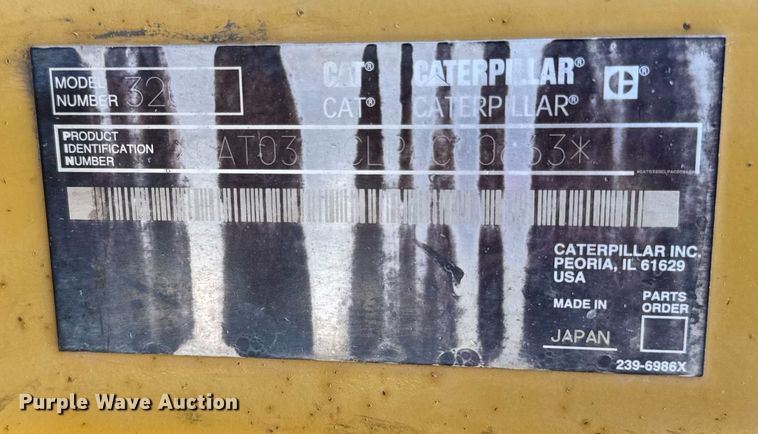 MODEL NUMBER
CAT® CATERPILLAR® C®
CAT® CATERPILLAR®
PRODUCT IDENTIFICATION NUMBER
CATERPILLAR INC.
PEORIA, IL 61629
USA
MADE IN
JAPAN
PARTS ORDER
239-6986X
Purple Wave Auction